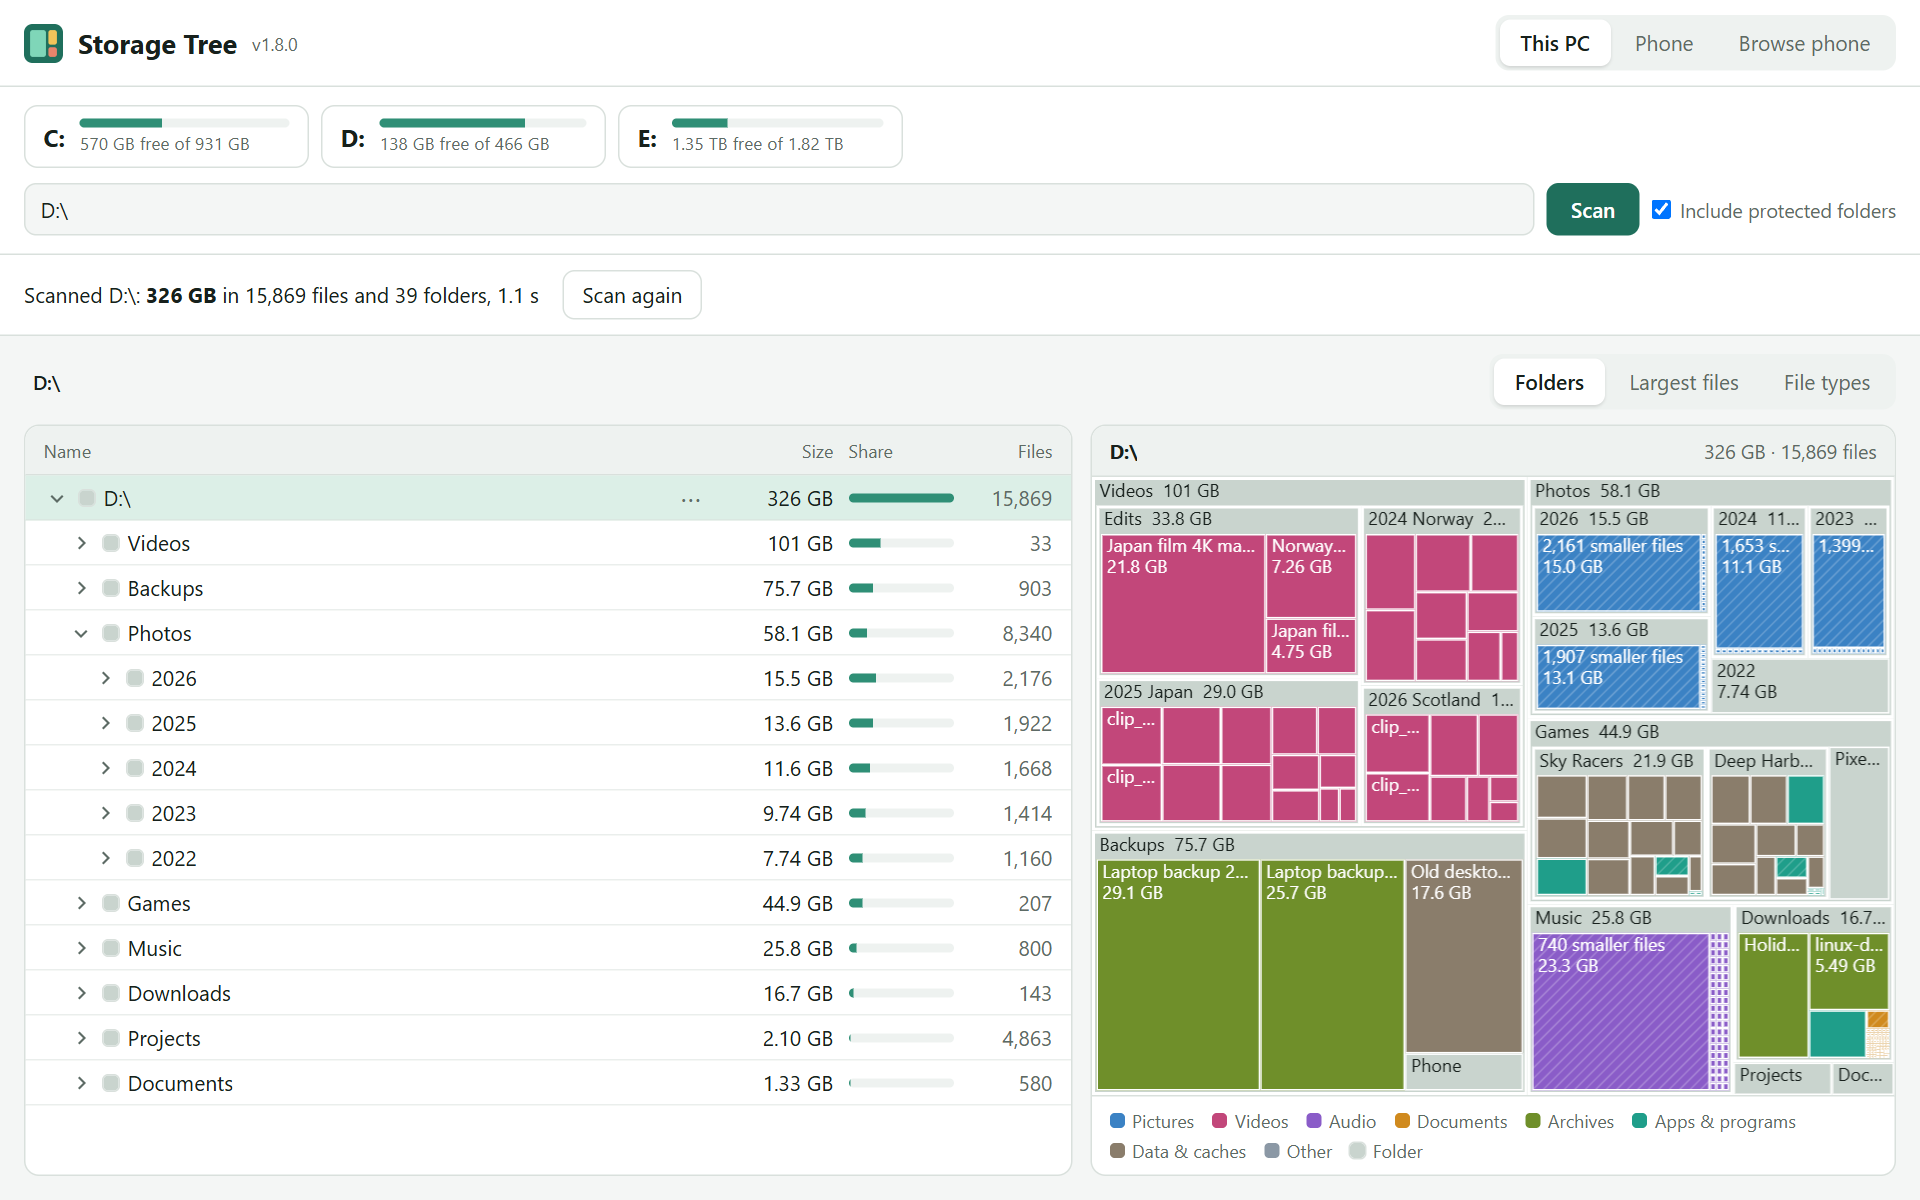 Storage Tree v1.8.0
This PC Phone Browse phone
C: 570 GB free of 931 GB
D: 138 GB free of 466 GB
E: 1.35 TB free of 1.82 TB
D:\
Scan
Include protected folders
Scanned D:\: 326 GB in 15,869 files and 39 folders, 1.1 s
Scan again
D:\
Folders Largest files File types
Name Size Share Files
D:\ ... 326 GB 15,869
Videos 101 GB 33
Backups 75.7 GB 903
Photos 58.1 GB 8,340
2026 15.5 GB 2,176
2025 13.6 GB 1,922
2024 11.6 GB 1,668
2023 9.74 GB 1,414
2022 7.74 GB 1,160
Games 44.9 GB 207
Music 25.8 GB 800
Downloads 16.7 GB 143
Projects 2.10 GB 4,863
Documents 1.33 GB 580
D:\
326 GB · 15,869 files
Videos 101 GB
Edits 33.8 GB
Japan film 4K ma...
21.8 GB
Norway...
7.26 GB
Japan fil...
4.75 GB
2024 Norway 2...
2025 Japan 29.0 GB
clip_...
clip_...
2026 Scotland 1...
clip_...
clip_...
Backups 75.7 GB
Laptop backup 2...
29.1 GB
Laptop backup...
25.7 GB
Old deskto...
17.6 GB
Phone
Photos 58.1 GB
2026 15.5 GB
2,161 smaller files
15.0 GB
2025 13.6 GB
1,907 smaller files
13.1 GB
2024 11...
1,653 s...
11.1 GB
2023 ...
1,399...
2022
7.74 GB
Games 44.9 GB
Sky Racers 21.9 GB
Deep Harb...
Pixe...
Music 25.8 GB
740 smaller files
23.3 GB
Downloads 16.7...
Holid...
linux-d...
5.49 GB
Projects
Doc...
Pictures Videos Audio Documents Archives Apps & programs
Data & caches Other Folder